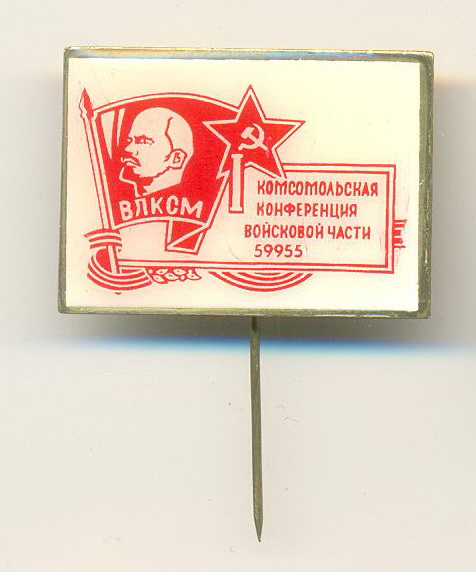 ВЛКСМ
I
КОМСОМОЛЬСКАЯ
КОНФЕРЕНЦИЯ
ВОЙСКОВОЙ ЧАСТИ
59955